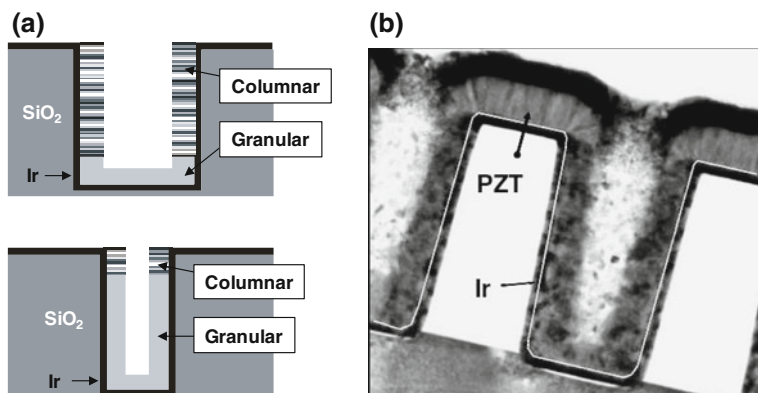 (a)
SiO2
Columnar
Granular
Ir
SiO2
Columnar
Granular
Ir
(b)
PZT
Ir